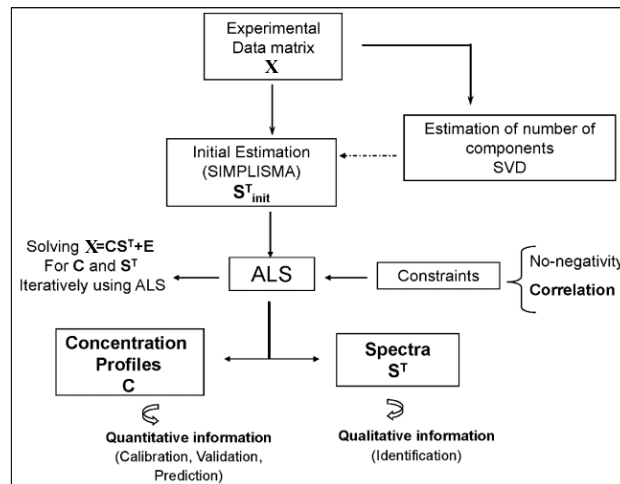 Experimental
Data matrix
X
Estimation of number of
components
SVD
Initial Estimation
(SIMPLISMA)
S^T_init
Solving X=CS^T+E
For C and S^T
Iteratively using ALS
ALS
Constraints
No-negativity
Correlation
Concentration
Profiles
C
Spectra
S^T
Quantitative information
(Calibration, Validation,
Prediction)
Qualitative information
(Identification)